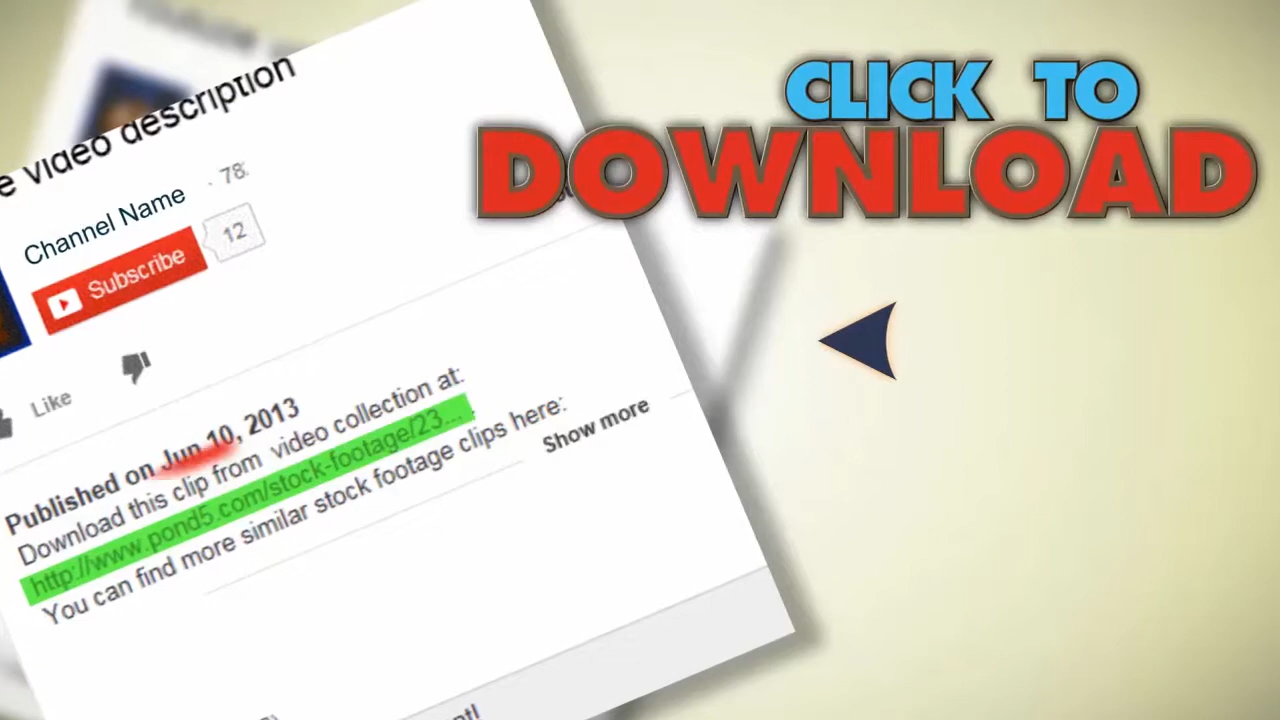 CLICK TO
DOWNLOAD
video description
Channel Name
78
Subscribe
12
Like
Published on Jun 10, 2013
Download this clip from video collection at:
http://www.pond5.com/stock-footage/23...
You can find more similar stock footage clips here:
Show more